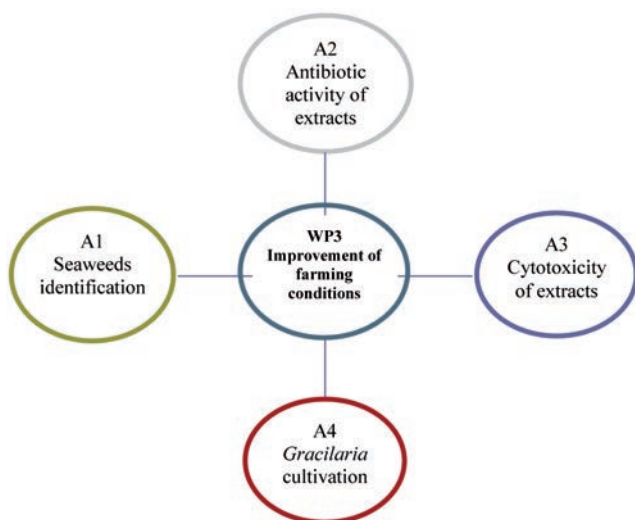 A2
Antibiotic
activity of
extracts
A1
Seaweeds
identification
WP3
Improvement of
farming
conditions
A3
Cytotoxicity
of extracts
A4
Gracilaria
cultivation